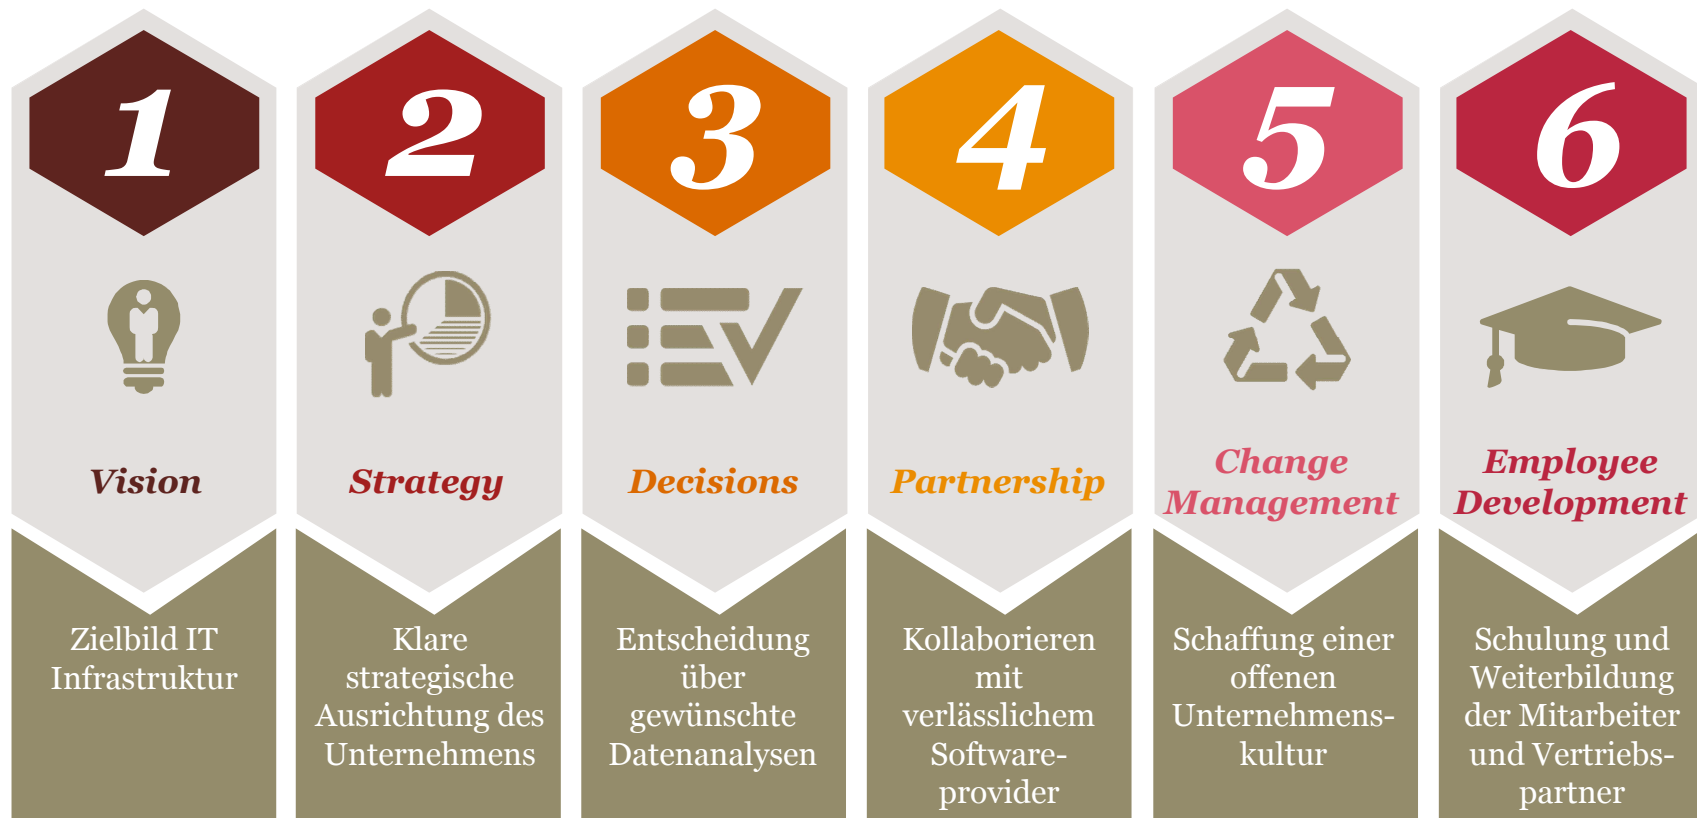 1
Vision
Zielbild IT
Infrastruktur
2
Strategy
Klare
strategische
Ausrichtung des
Unternehmens
3
Decisions
Entscheidung
über
gewünschte
Datenanalysen
4
Partnership
Kollaborieren
mit
verlässlichem
Software-
provider
5
Change
Management
Schaffung einer
offenen
Unternehmens-
kultur
6
Employee
Development
Schulung und
Weiterbildung
der Mitarbeiter
und Vertriebs-
partner